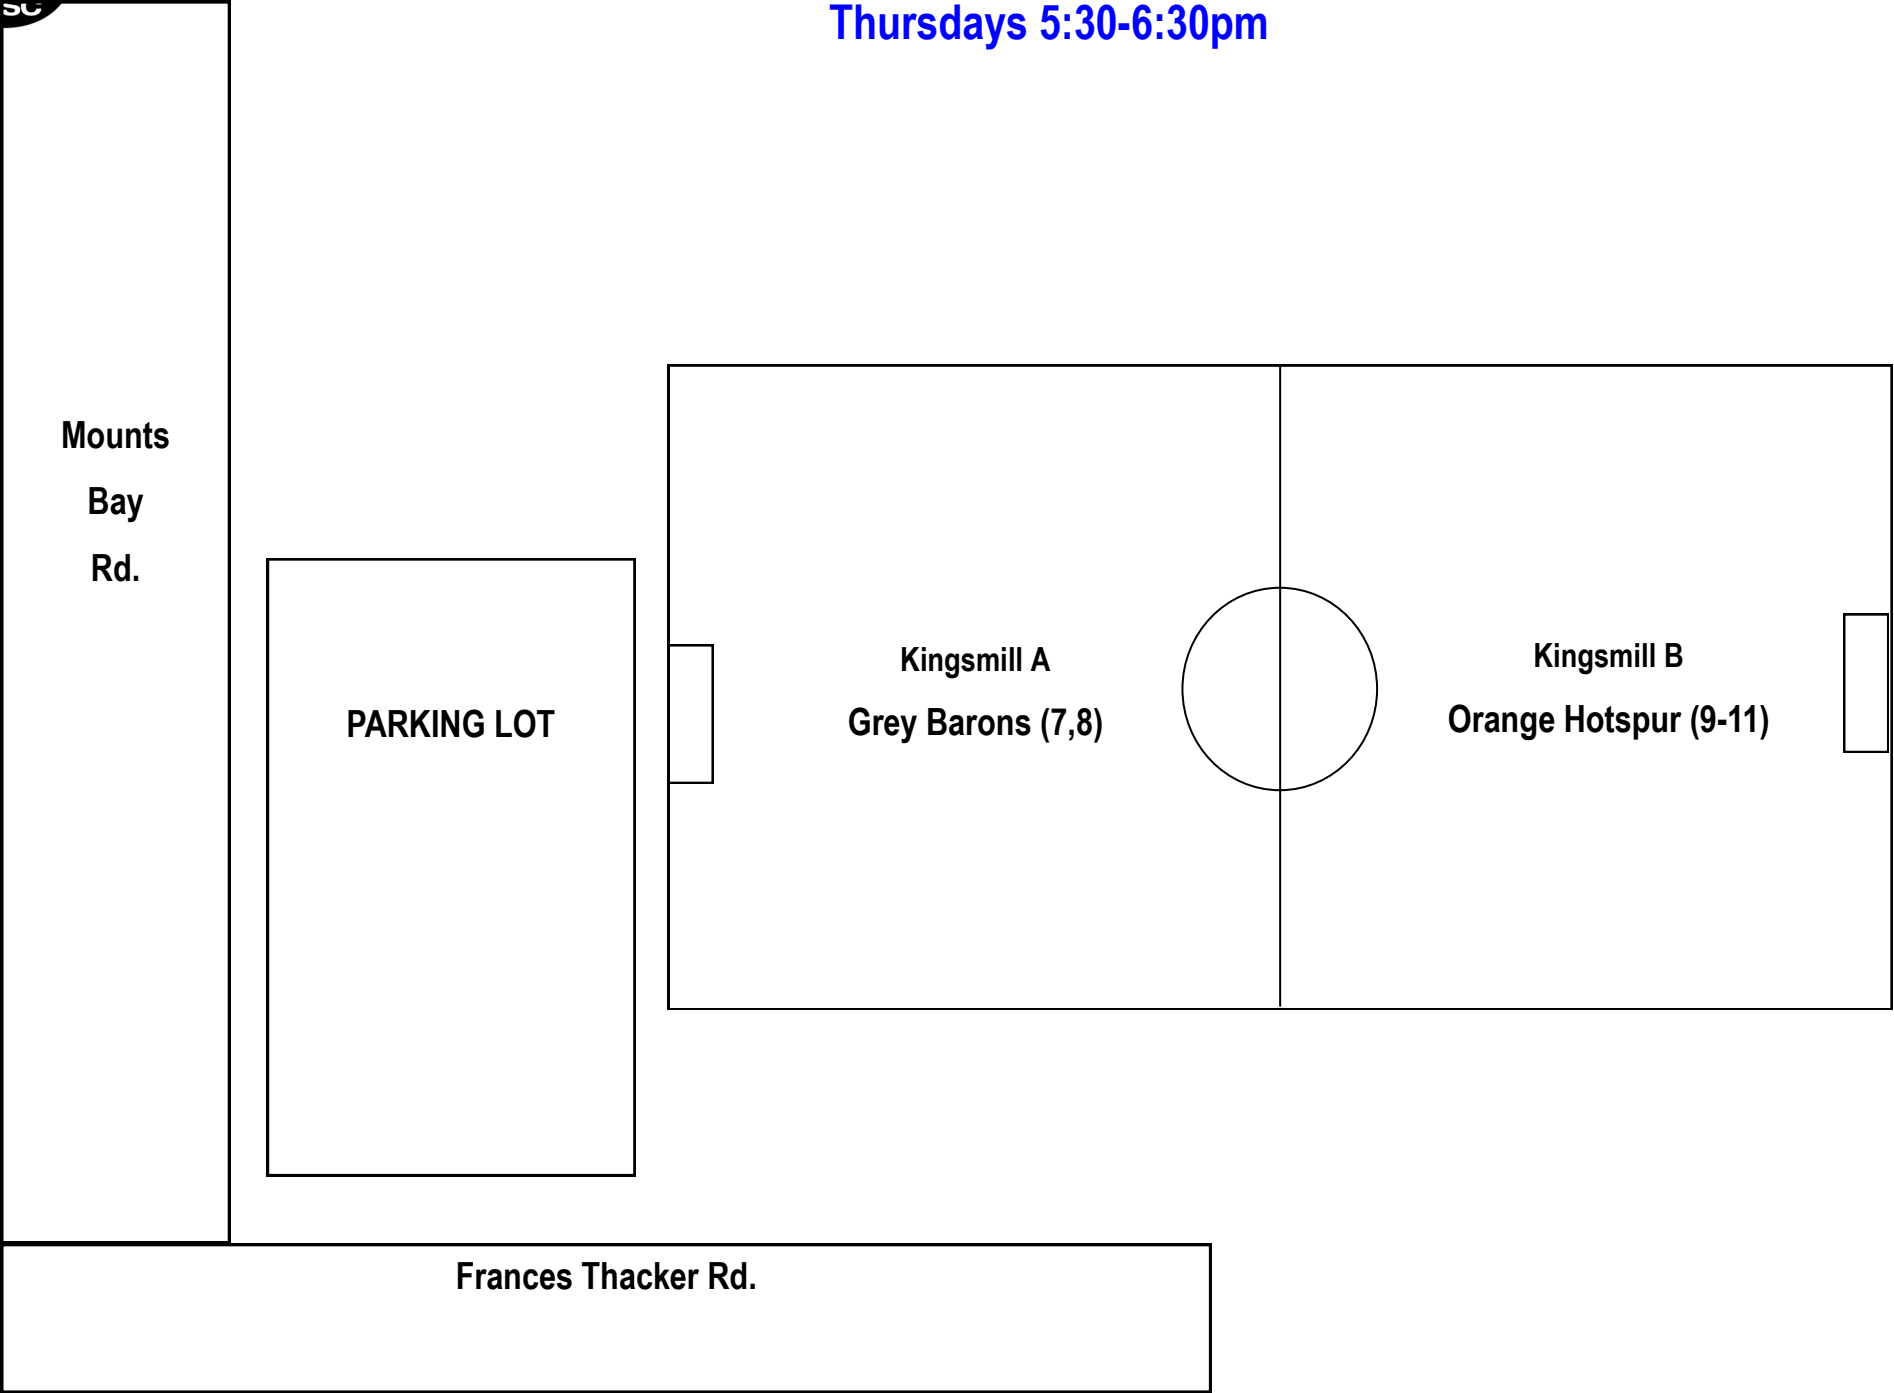 SC
Thursdays 5:30-6:30pm
Mounts
Bay
Rd.
PARKING LOT
Kingsmill A
Grey Barons (7,8)
Kingsmill B
Orange Hotspur (9-11)
Frances Thacker Rd.